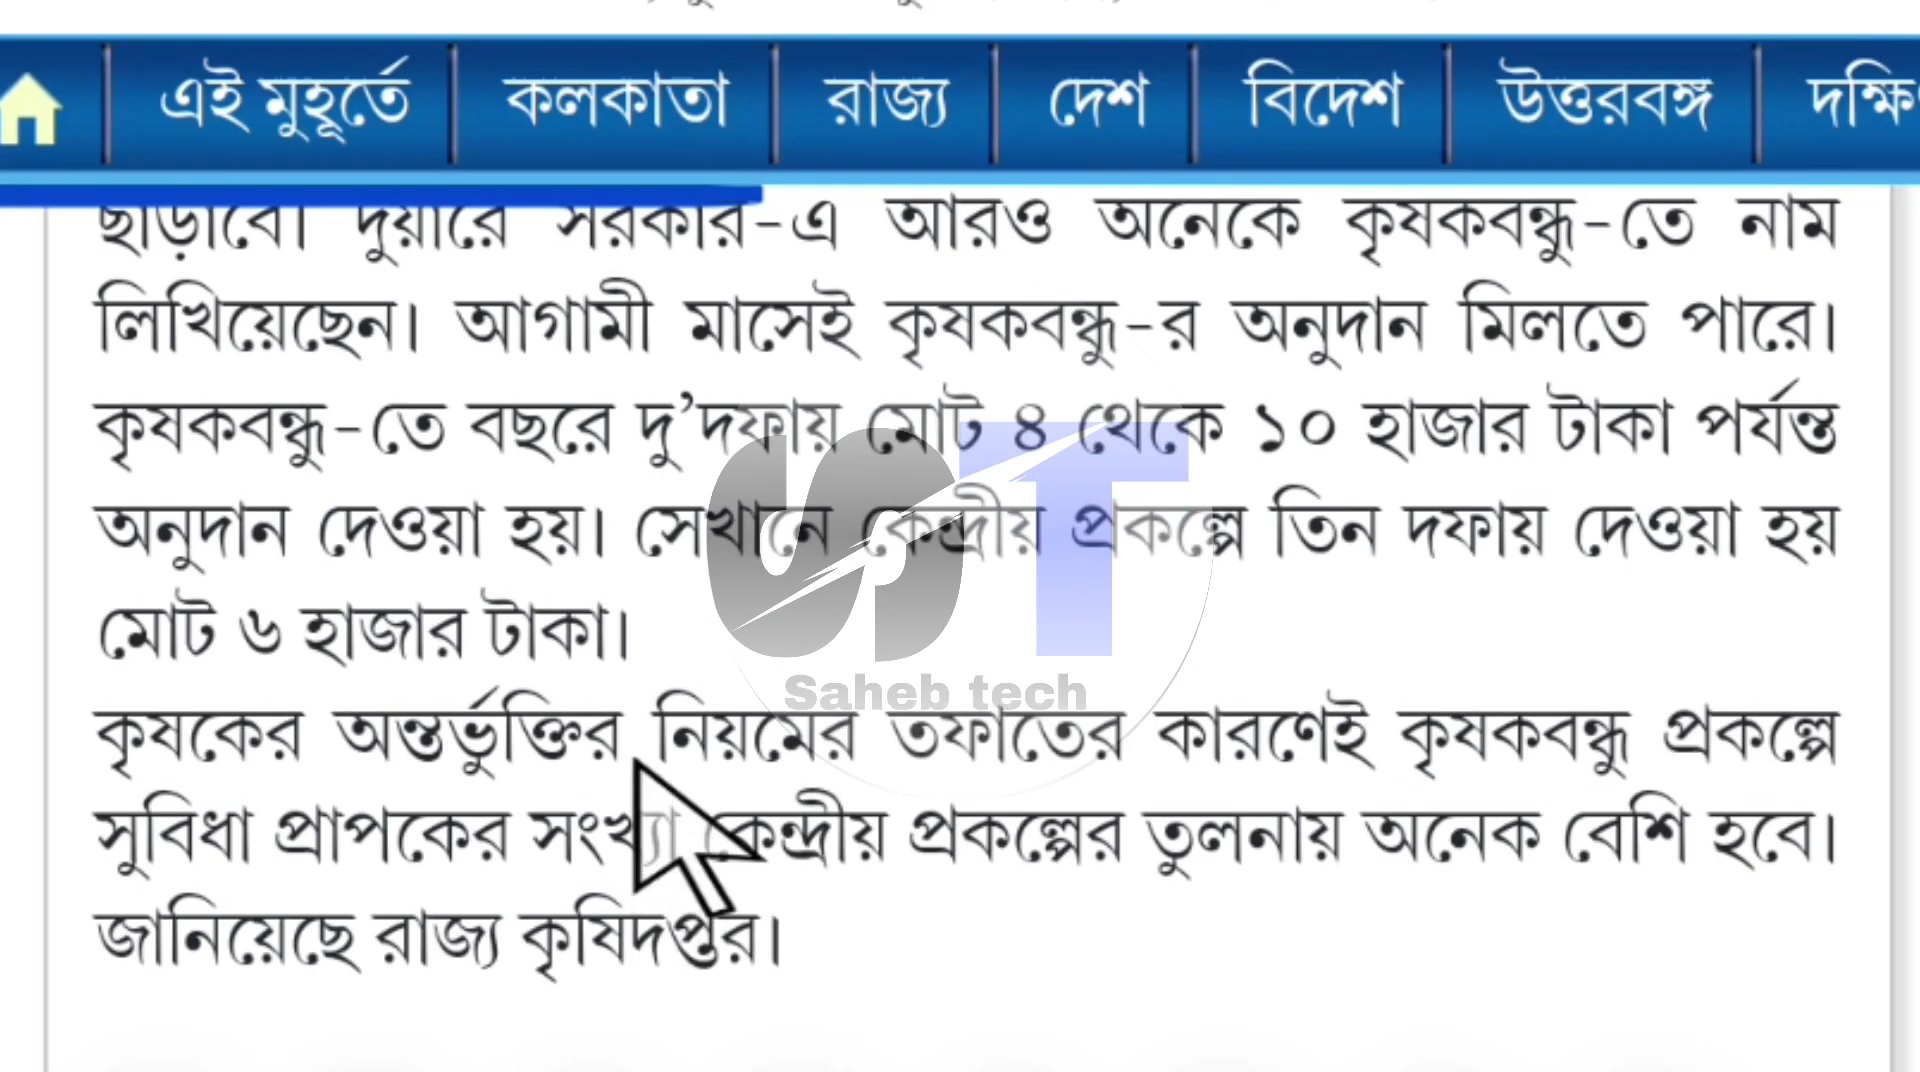 এই মুহূর্তে কলকাতা রাজ্য দেশ বিদেশ উত্তরবঙ্গ
ছাড়াবে। দুয়ারে সরকার-এ আরও অনেকে কৃষকবন্ধু-তে নাম
লিখিয়েছেন। আগামী মাসেই কৃষকবন্ধু-র অনুদান মিলতে পারে।
কৃষকবন্ধু-তে বছরে দু’দফায় মোট ৪ থেকে ১০ হাজার টাকা পর্যন্ত
অনুদান দেওয়া হয়। সেখানে কেন্দ্রীয় প্রকল্পে তিন দফায় দেওয়া হয়
মোট ৬ হাজার টাকা।
Saheb tech
কৃষকের অন্তর্ভুক্তির নিয়মের তফাতের কারণেই কৃষকবন্ধু প্রকল্পে
সুবিধা প্রাপকের সংখ্যা কেন্দ্রীয় প্রকল্পের তুলনায় অনেক বেশি হবে।
জানিয়েছে রাজ্য কৃষিদপ্তর।